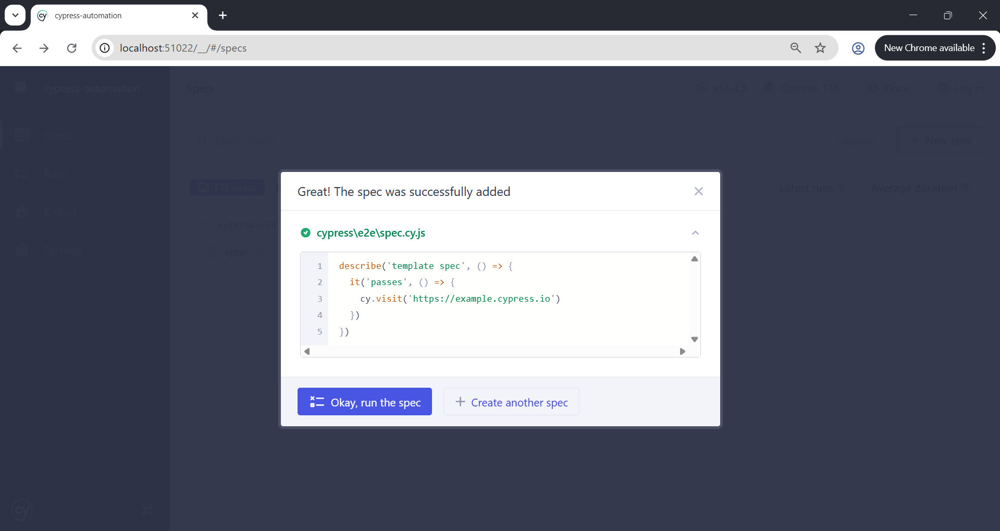 cy cypress-automation
localhost:51022/__/#/specs
New Chrome available
cypress-automation
Specs
v14.3.3
Chrome 136
Docs
Log in
Specs
Search specs
1 match
+ New spec
Runs
E2E specs
Latest runs ?
Average duration ?
Debug
cypress\e2e
Settings
spec
Great! The spec was successfully added
cypress\e2e\spec.cy.js
1 describe('template spec', () => {
2 it('passes', () => {
3 cy.visit('https://example.cypress.io')
4 })
5 })
Okay, run the spec
+ Create another spec
cy